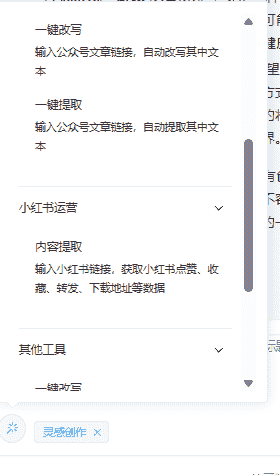 一键改写
输入公众号文章链接，自动改写其中文
本
一键提取
输入公众号文章链接，自动提取其中文
本
小红书运营
内容提取
输入小红书链接，获取小红书点赞、收
藏、转发、下载地址等数据
其他工具
一键改写
灵感创作 ×